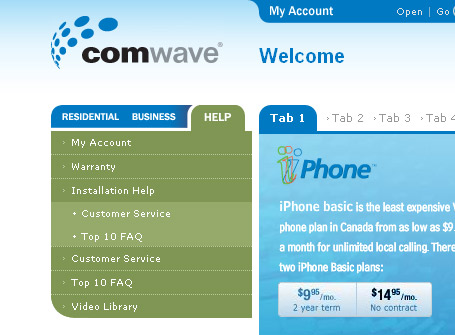 My Account
Open | Go
comwave®
Welcome
RESIDENTIAL BUSINESS HELP
My Account
Warranty
Installation Help
Customer Service
Top 10 FAQ
Customer Service
Top 10 FAQ
Video Library
Tab 1 Tab 2 Tab 3 Tab 4
iPhone™
iPhone basic is the least expensive
phone plan in Canada from as low as $9.
a month for unlimited local calling. There
two iPhone Basic plans:
$9.95/mo. $14.95/mo.
2 year term No contract